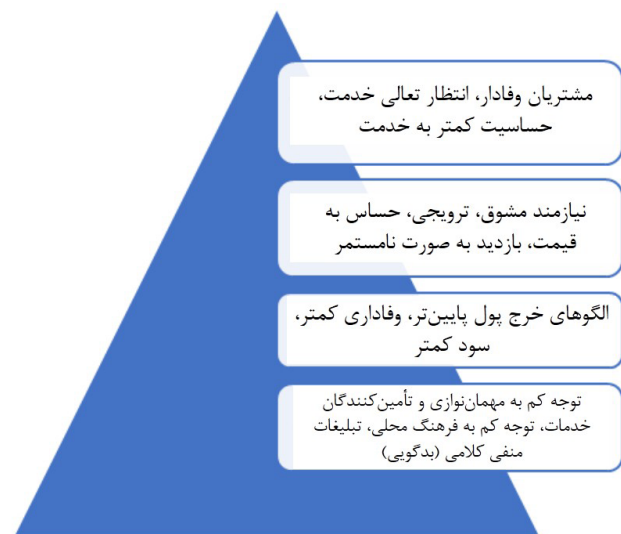 مشتریان وفادار، انتظار تعالی خدمت،
حساسیت کمتر به خدمت
نیازمند مشوق، ترویجی، حساس به
قیمت، بازدید به صورت نامستمر
الگوهای خرج پول پایین‌تر، وفاداری کمتر،
سود کمتر
توجه کم به مهمان‌نوازی و تأمین‌کنندگان
خدمات، توجه کم به فرهنگ محلی، تبلیغات
منفی کلامی (بدگویی)